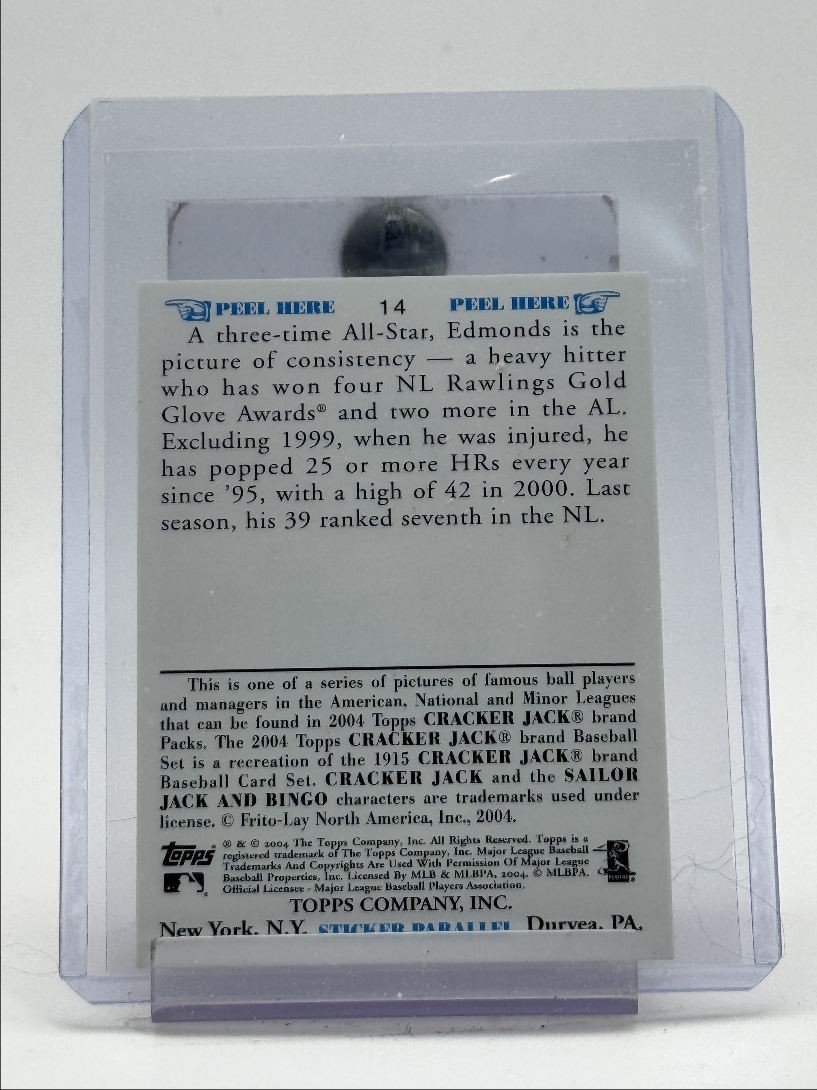 PEEL HERE 14 PEEL HERE
A three-time All-Star, Edmonds is the
picture of consistency — a heavy hitter
who has won four NL Rawlings Gold
Glove Awards® and two more in the AL.
Excluding 1999, when he was injured, he
has popped 25 or more HRs every year
since '95, with a high of 42 in 2000. Last
season, his 39 ranked seventh in the NL.
This is one of a series of pictures of famous ball players
and managers in the American, National and Minor Leagues
that can be found in 2004 Topps CRACKER JACK® brand
Packs. The 2004 Topps CRACKER JACK® brand Baseball
Set is a recreation of the 1915 CRACKER JACK® brand
Baseball Card Set. CRACKER JACK and the SAILOR
JACK AND BINGO characters are trademarks used under
license. © Frito-Lay North America, Inc., 2004.
Topps
® & © 2004 The Topps Company, Inc. All Rights Reserved. Topps is a
registered trademark of The Topps Company, Inc. Major League Baseball
Trademarks And Copyrights Are Used With Permission Of Major League
Baseball Properties, Inc. Licensed By MLB & MLBPA, 2004. © MLBPA.
Official Licensee - Major League Baseball Players Association.
TOPPS COMPANY, INC.
New York, N.Y. STICKER PARALLEL Duryea, PA.